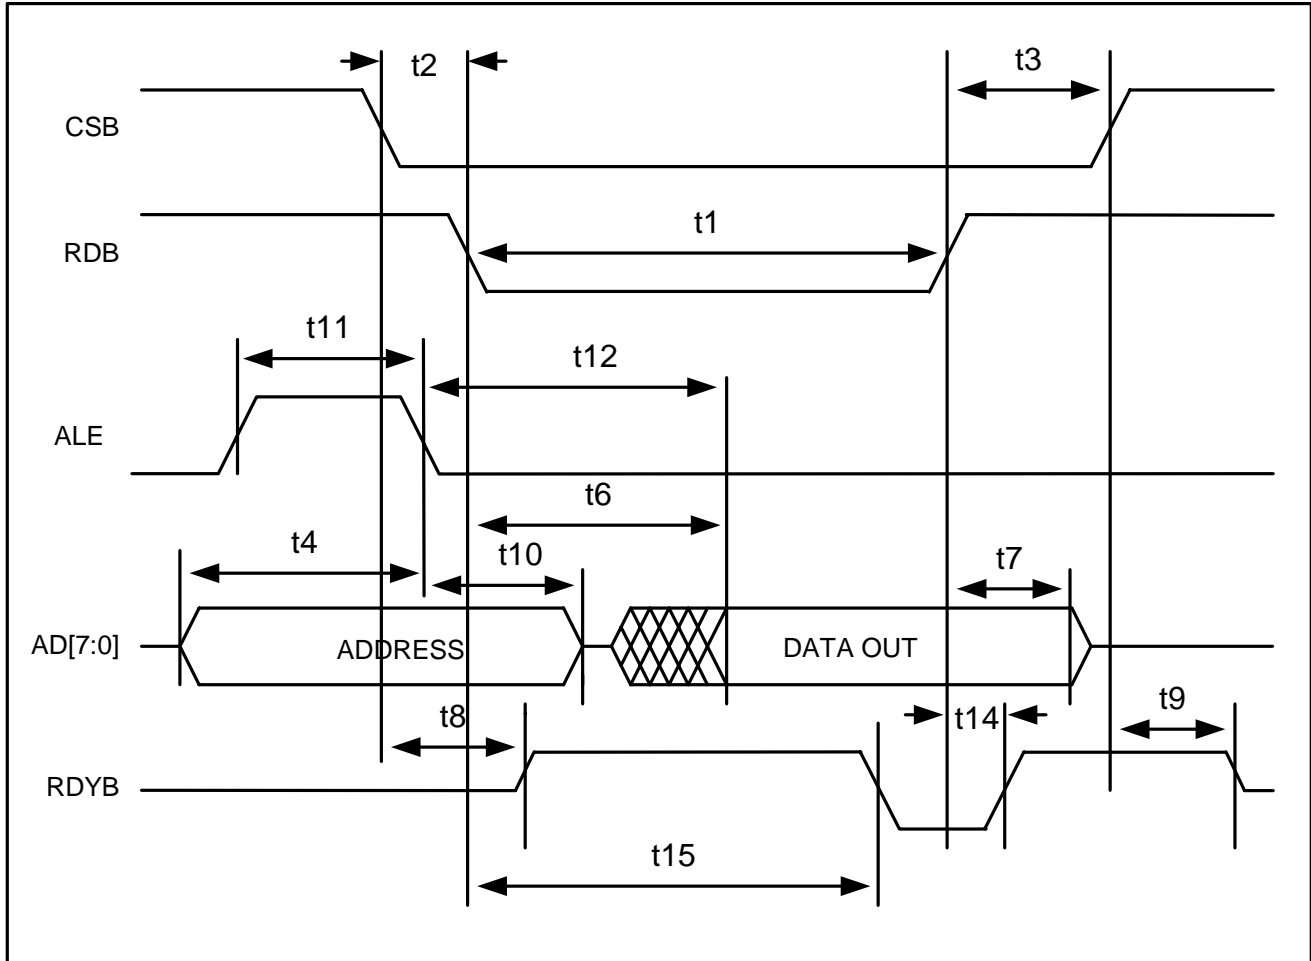 t2
t3
CSB
t1
RDB
t11
t12
ALE
t6
t4
t10
t7
AD[7:0]
ADDRESS
DATA OUT
t8
t14
t9
RDYB
t15